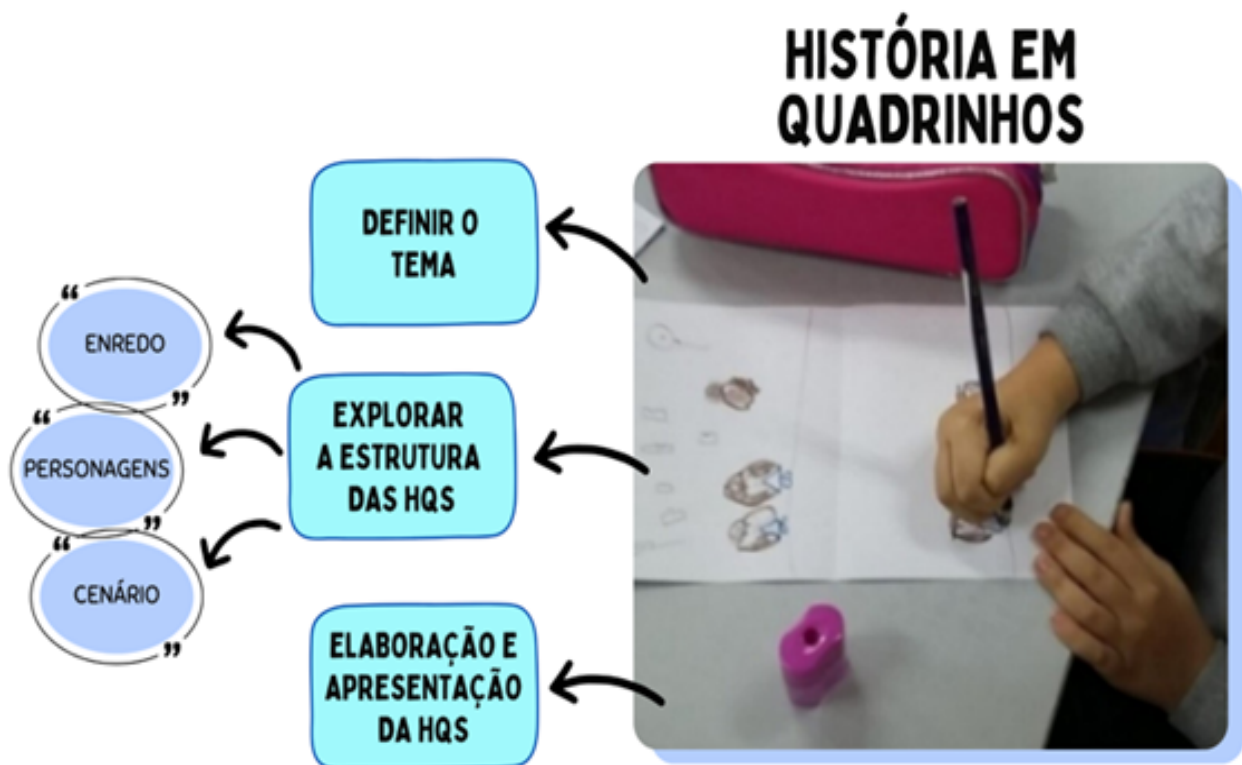 HISTÓRIA EM
QUADRINHOS
DEFINIR O
TEMA
EXPLORAR
A ESTRUTURA
DAS HQS
“ENREDO”
“PERSONAGENS”
“CENÁRIO”
ELABORAÇÃO E
APRESENTAÇÃO
DA HQS